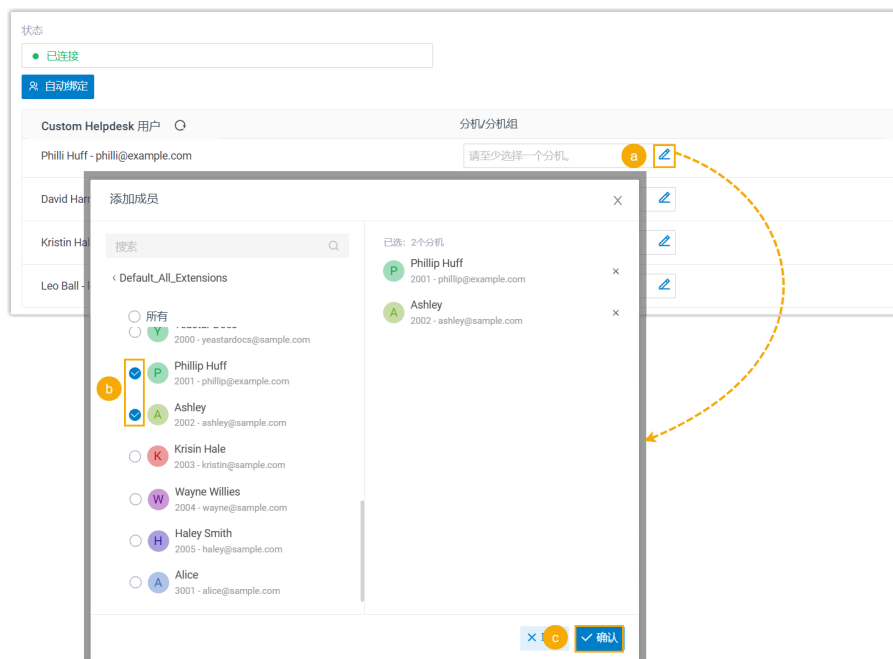 状态
已连接
自动绑定
Custom Helpdesk 用户 分机/分机组
Philli Huff - philli@example.com 请至少选择一个分机。 a
David Har
Kristin Hal
Leo Ball -
添加成员
搜索
Default_All_Extensions
所有
Y
2000 - yeastardocs@sample.com
b
P Phillip Huff
2001 - phillip@example.com
A Ashley
2002 - ashley@sample.com
K Krisin Hale
2003 - kristin@sample.com
W Wayne Willies
2004 - wayne@sample.com
H Haley Smith
2005 - haley@sample.com
A Alice
3001 - alice@sample.com
已选：2个分机
P Phillip Huff
2001 - phillip@example.com
A Ashley
2002 - ashley@sample.com
c 确认